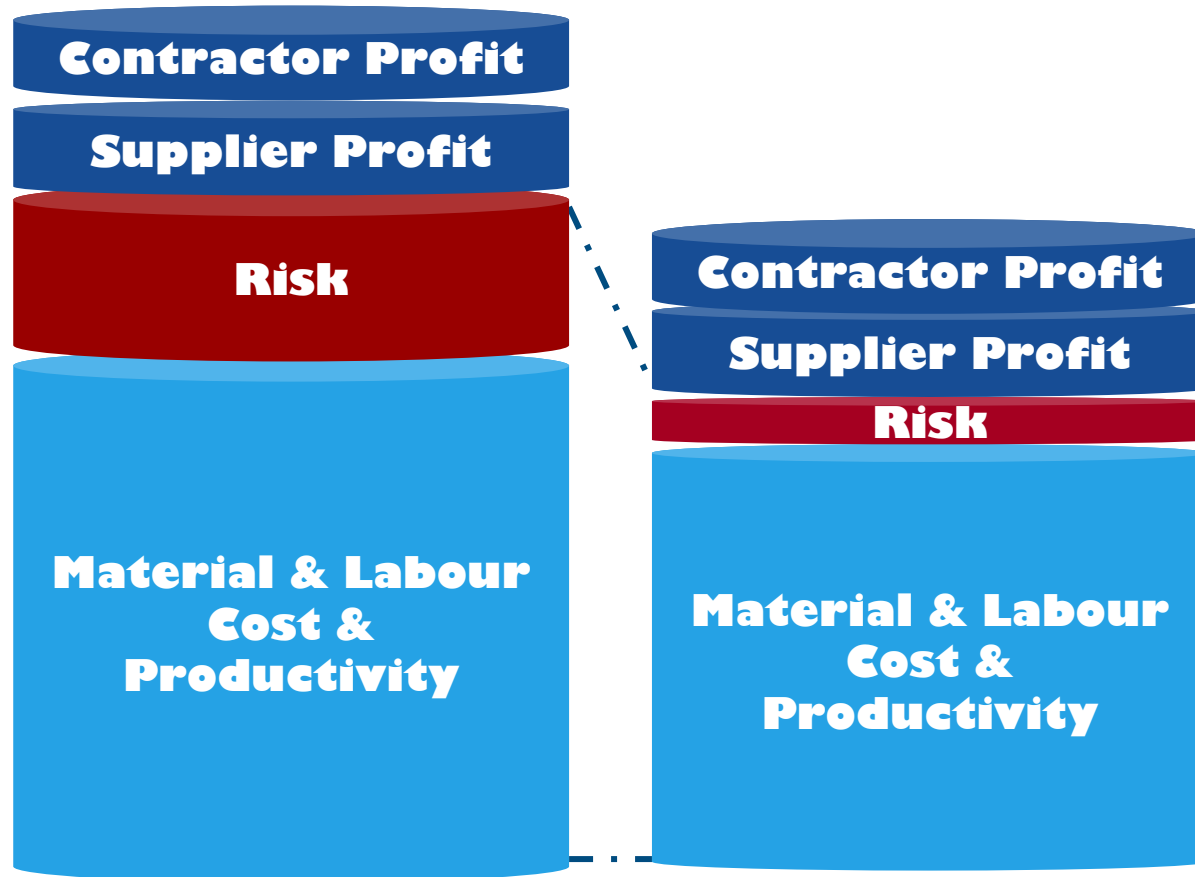 Contractor Profit
Supplier Profit
Risk
Material & Labour
Cost &
Productivity
Contractor Profit
Supplier Profit
Risk
Material & Labour
Cost &
Productivity